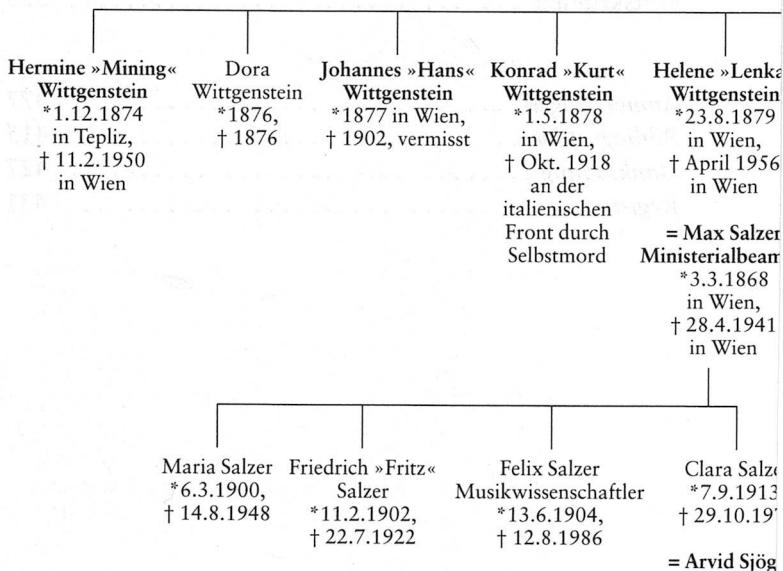 Hermine »Mining«
Wittgenstein
*1.12.1874
in Tepliz,
† 11.2.1950
in Wien
Dora
Wittgenstein
*1876,
† 1876
Johannes »Hans«
Wittgenstein
*1877 in Wien,
† 1902, vermisst
Konrad »Kurt«
Wittgenstein
*1.5.1878
in Wien,
† Okt. 1918
an der
italienischen
Front durch
Selbstmord
Helene »Lenka
Wittgenstein
*23.8.1879
in Wien,
† April 1956
in Wien
= Max Salzer
Ministerialbeam
*3.3.1868
in Wien,
† 28.4.1941
in Wien
Maria Salzer
*6.3.1900,
† 14.8.1948
Friedrich »Fritz«
Salzer
*11.2.1902,
† 22.7.1922
Felix Salzer
Musikwissenschaftler
*13.6.1904,
† 12.8.1986
Clara Salze
*7.9.1913
† 29.10.19
= Arvid Sjög